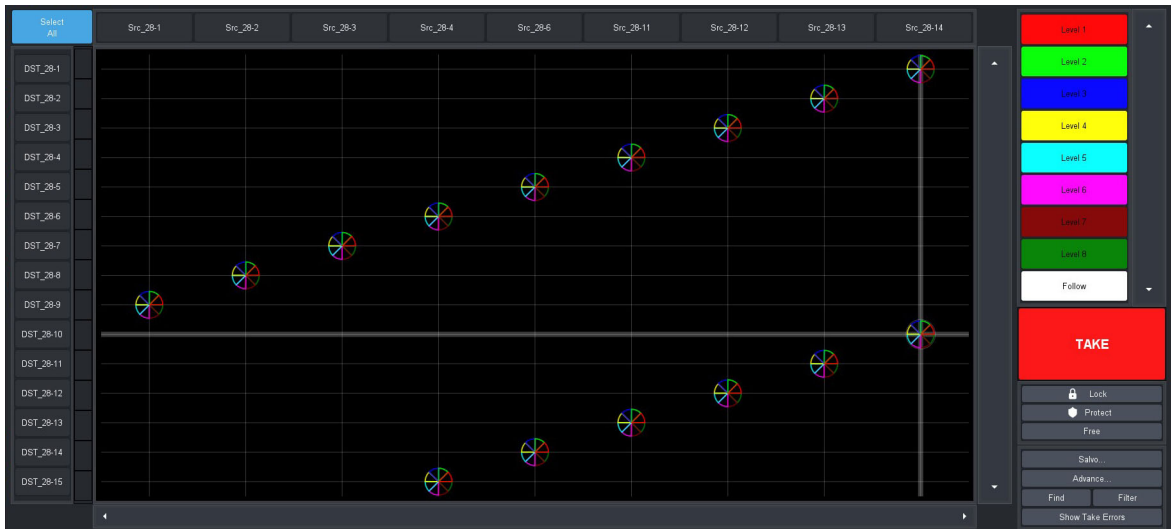 Select
All
Src_28-1
Src_28-2
Src_28-3
Src_28-4
Src_28-6
Src_28-11
Src_28-12
Src_28-13
Src_28-14
DST_28-1
DST_28-2
DST_28-3
DST_28-4
DST_28-5
DST_28-6
DST_28-7
DST_28-8
DST_28-9
DST_28-10
DST_28-11
DST_28-12
DST_28-13
DST_28-14
DST_28-15
Level 1
Level 2
Level 3
Level 4
Level 5
Level 6
Level 7
Level 8
Follow
TAKE
Lock
Protect
Free
Salvo...
Advance...
Find
Filter
Show Take Errors